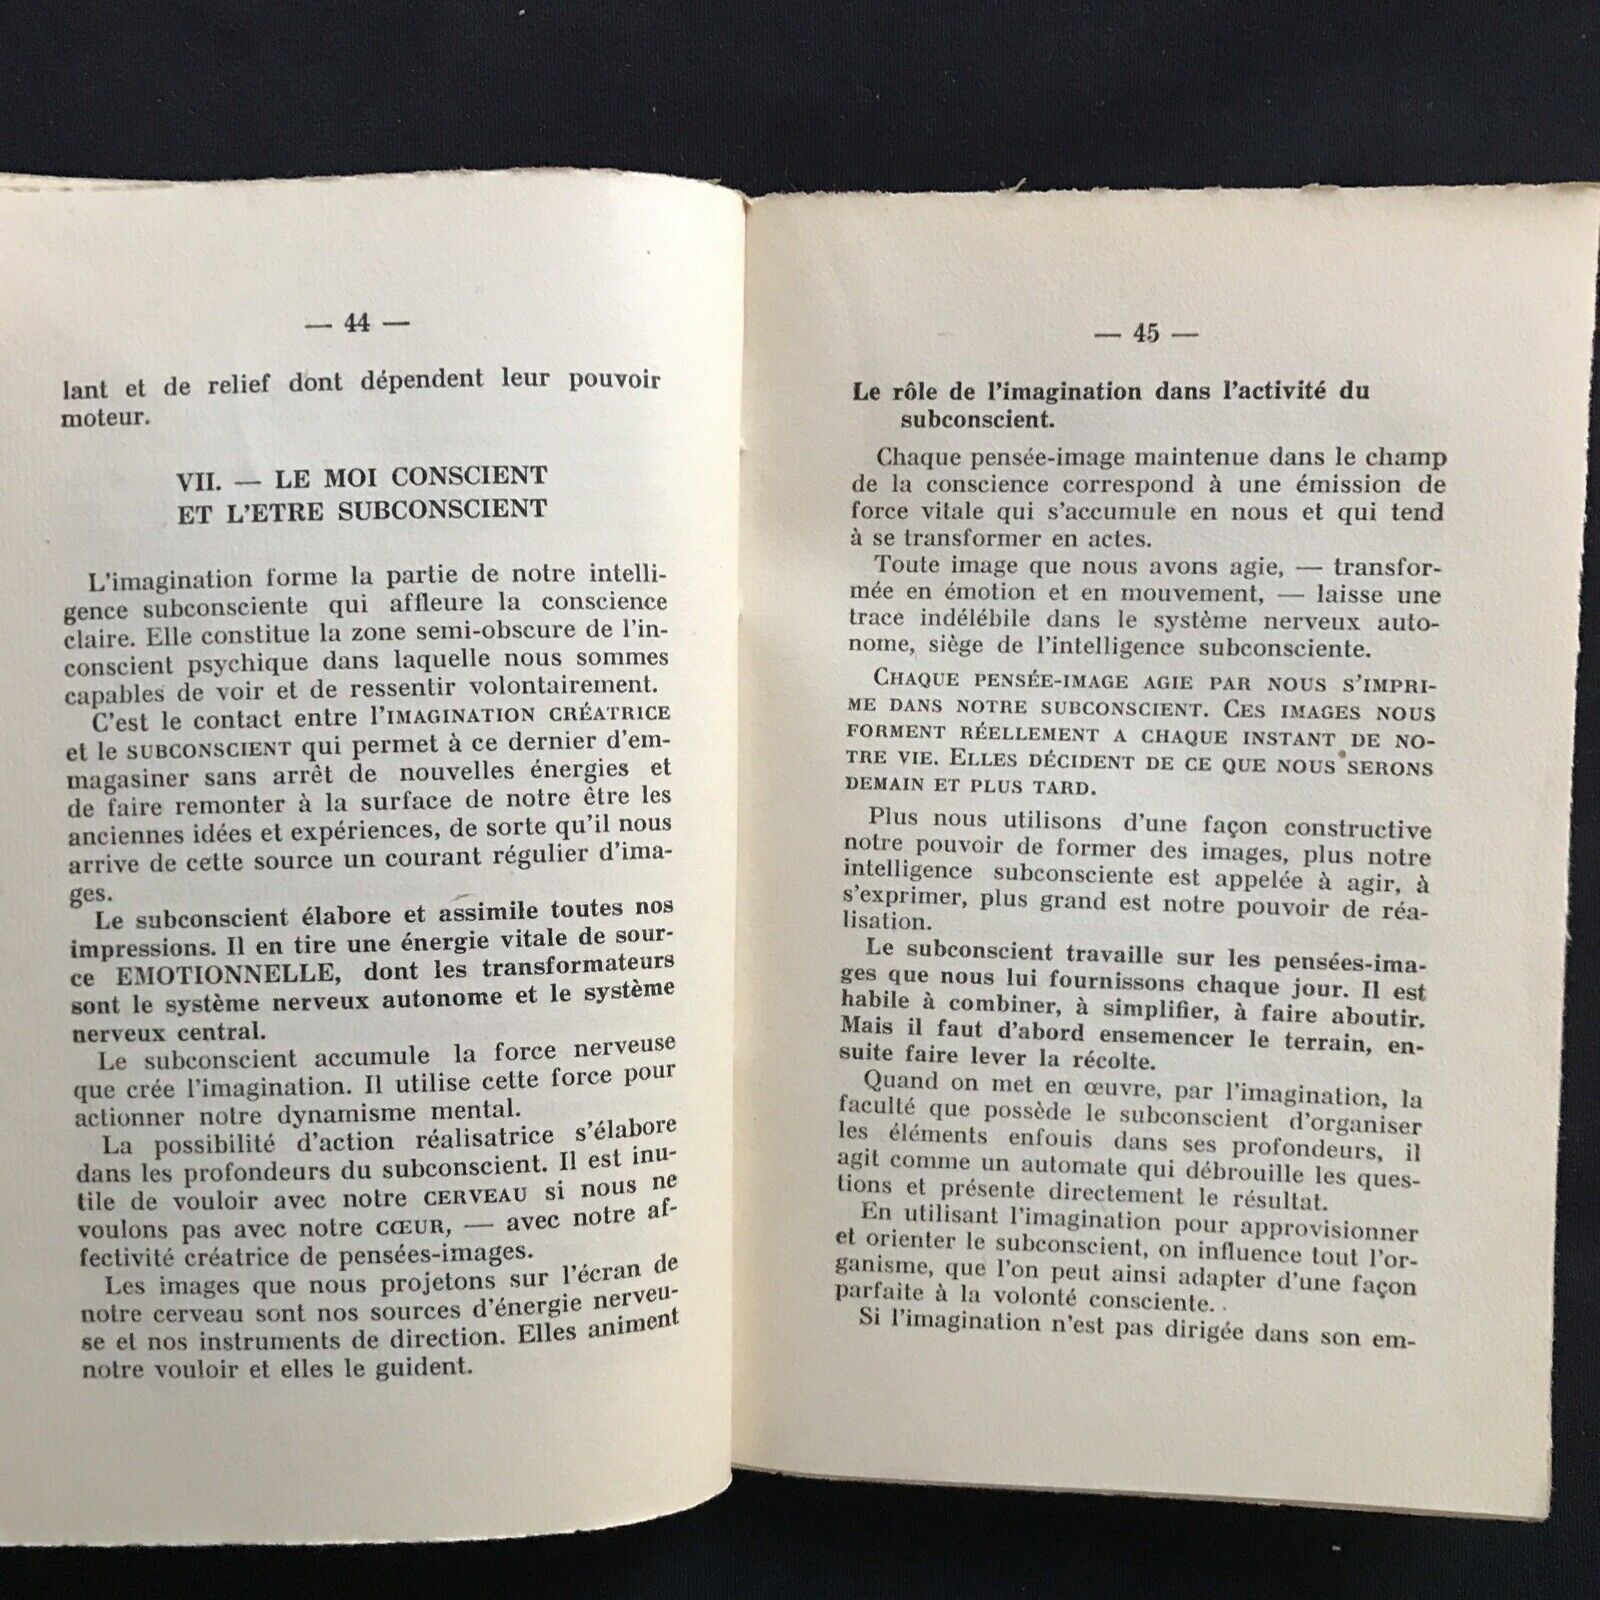 — 44 —
lant et de relief dont dépendent leur pouvoir
moteur.
VII. — LE MOI CONSCIENT
ET L'ETRE SUBCONSCIENT
L'imagination forme la partie de notre intelli-
gence subconsciente qui affleure la conscience
claire. Elle constitue la zone semi-obscure de l'in-
conscient psychique dans laquelle nous sommes
capables de voir et de ressentir volontairement.
C'est le contact entre l'IMAGINATION CRÉATRICE
et le SUBCONSCIENT qui permet à ce dernier d'em-
magasiner sans arrêt de nouvelles énergies et
de faire remonter à la surface de notre être les
anciennes idées et expériences, de sorte qu'il nous
arrive de cette source un courant régulier d'ima-
ges.
Le subconscient élabore et assimile toutes nos
impressions. Il en tire une énergie vitale de sour-
ce EMOTIONNELLE, dont les transformateurs
sont le système nerveux autonome et le système
nerveux central.
Le subconscient accumule la force nerveuse
que crée l'imagination. Il utilise cette force pour
actionner notre dynamisme mental.
La possibilité d'action réalisatrice s'élabore
dans les profondeurs du subconscient. Il est inu-
tile de vouloir avec notre CERVEAU si nous ne
voulons pas avec notre CŒUR, — avec notre af-
fectivité créatrice de pensées-images.
Les images que nous projetons sur l'écran de
notre cerveau sont nos sources d'énergie nerveu-
se et nos instruments de direction. Elles animent
notre vouloir et elles le guident.
— 45 —
Le rôle de l'imagination dans l'activité du
subconscient.
Chaque pensée-image maintenue dans le champ
de la conscience correspond à une émission de
force vitale qui s'accumule en nous et qui tend
à se transformer en actes.
Toute image que nous avons agie, — transfor-
mée en émotion et en mouvement, — laisse une
trace indélébile dans le système nerveux auto-
nome, siège de l'intelligence subconsciente.
CHAQUE PENSÉE-IMAGE AGIE PAR NOUS S'IMPRI-
ME DANS NOTRE SUBCONSCIENT. CES IMAGES NOUS
FORMENT RÉELLEMENT A CHAQUE INSTANT DE NO-
TRE VIE. ELLES DÉCIDENT DE CE QUE NOUS SERONS
DEMAIN ET PLUS TARD.
Plus nous utilisons d'une façon constructive
notre pouvoir de former des images, plus notre
intelligence subconsciente est appelée à agir, à
s'exprimer, plus grand est notre pouvoir de réa-
lisation.
Le subconscient travaille sur les pensées-ima-
ges que nous lui fournissons chaque jour. Il est
habile à combiner, à simplifier, à faire aboutir.
Mais il faut d'abord ensemencer le terrain, en-
suite faire lever la récolte.
Quand on met en œuvre, par l'imagination, la
faculté que possède le subconscient d'organiser
les éléments enfouis dans ses profondeurs, il
agit comme un automate qui débrouille les ques-
tions et présente directement le résultat.
En utilisant l'imagination pour approvisionner
et orienter le subconscient, on influence tout l'or-
ganisme, que l'on peut ainsi adapter d'une façon
parfaite à la volonté consciente.
Si l'imagination n'est pas dirigée dans son em-